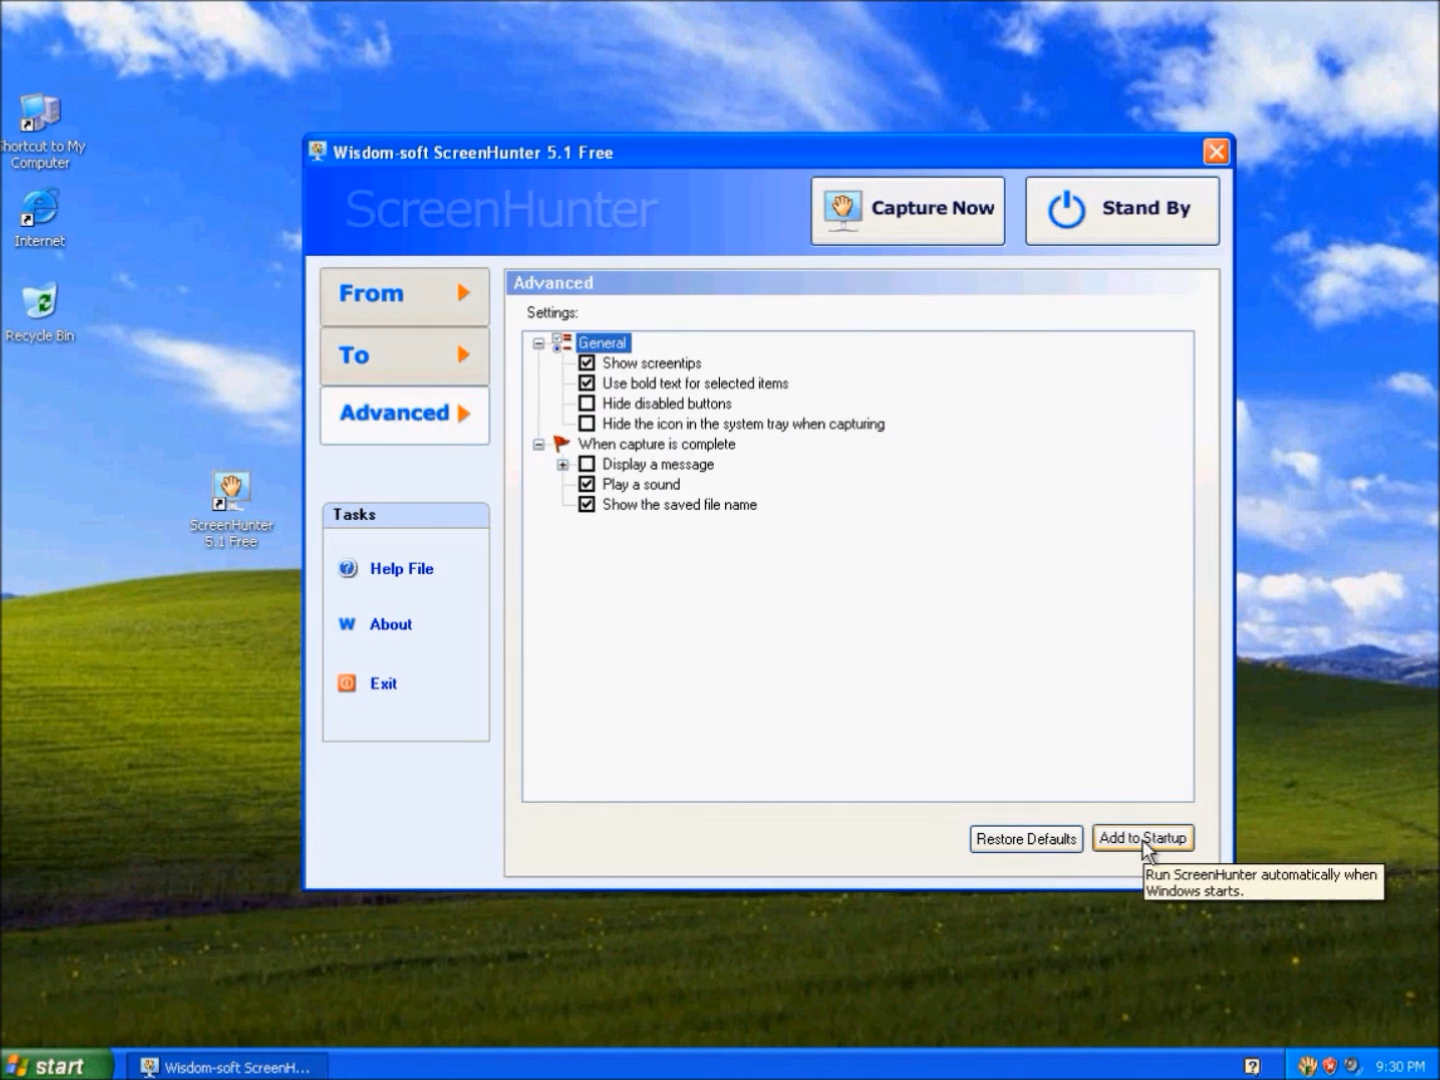 Shortcut to My
Computer
Internet
Recycle Bin
ScreenHunter
5.1 Free
Wisdom-soft ScreenHunter 5.1 Free
ScreenHunter
Capture Now
Stand By
From
To
Advanced
Tasks
Help File
About
Exit
Advanced
Settings:
General
Show screentips
Use bold text for selected items
Hide disabled buttons
Hide the icon in the system tray when capturing
When capture is complete
Display a message
Play a sound
Show the saved file name
Restore Defaults
Add to Startup
Run ScreenHunter automatically when
Windows starts.
start
Wisdom-soft ScreenH...
9:30 PM